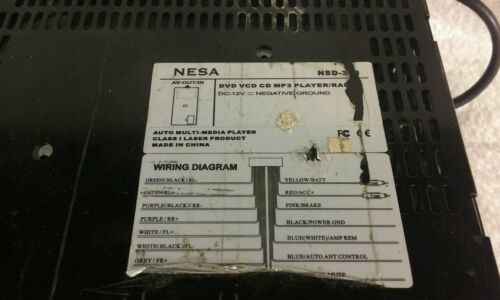 NESA
AV-OUT/IN
DVD VCD CD MP3 PLAYER/
DC:12V NEGATIVE GROUND
AUTO MULTI-MEDIA PLAYER
CLASS I LASER PRODUCT
MADE IN CHINA
FC CE
WIRING DIAGRAM
GREEN(BLACK)/RL-
YELLOW/BATT
RED/ACC+
PURPLE(BLACK)/RR-
PINK/BRAKE
PURPLE/RR+
BLACK/POWER GND
WHITE/FL+
BLUE(WHITE)/AMP REM
WHITE(BLACK)/FL-
BLUE/AUTO ANT CONTROL
GREY/FR+